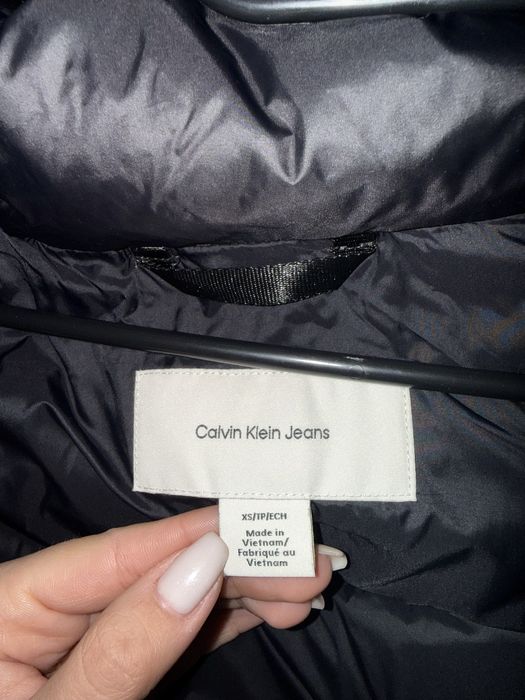 Calvin Klein Jeans
XS/TP/ECH
Made in
Vietnam/
Fabriqué au
Vietnam